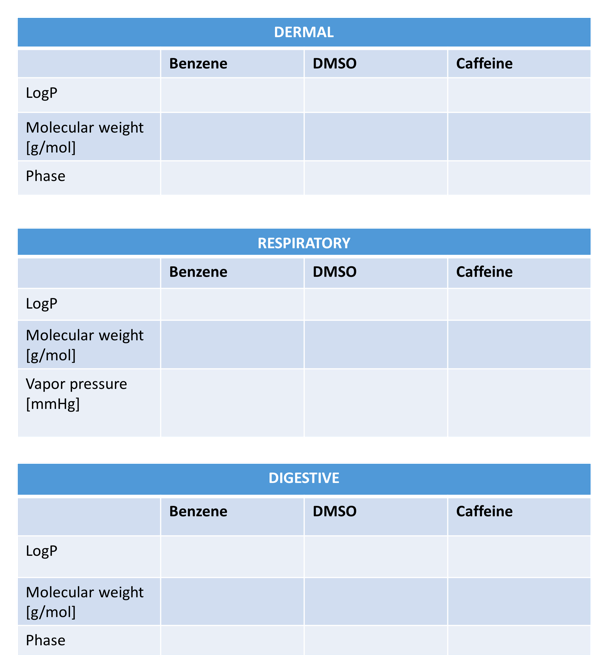 DERMAL
Benzene DMSO Caffeine
LogP
Molecular weight
[g/mol]
Phase
RESPIRATORY
Benzene DMSO Caffeine
LogP
Molecular weight
[g/mol]
Vapor pressure
[mmHg]
DIGESTIVE
Benzene DMSO Caffeine
LogP
Molecular weight
[g/mol]
Phase